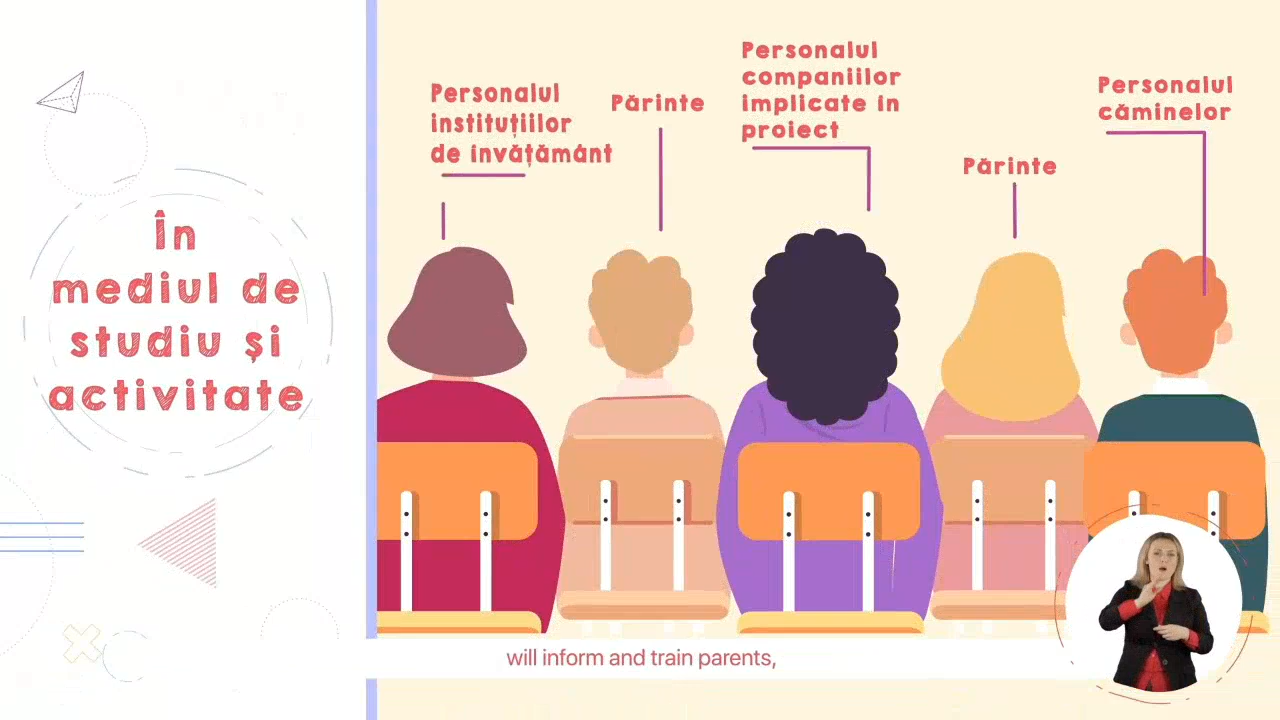 În
mediul de
studiu și
activitate
Personalul
instituțiilor
de învățământ
Părinte
Personalul
companiilor
implicate în
proiect
Părinte
Personalul
căminelor
will inform and train parents,